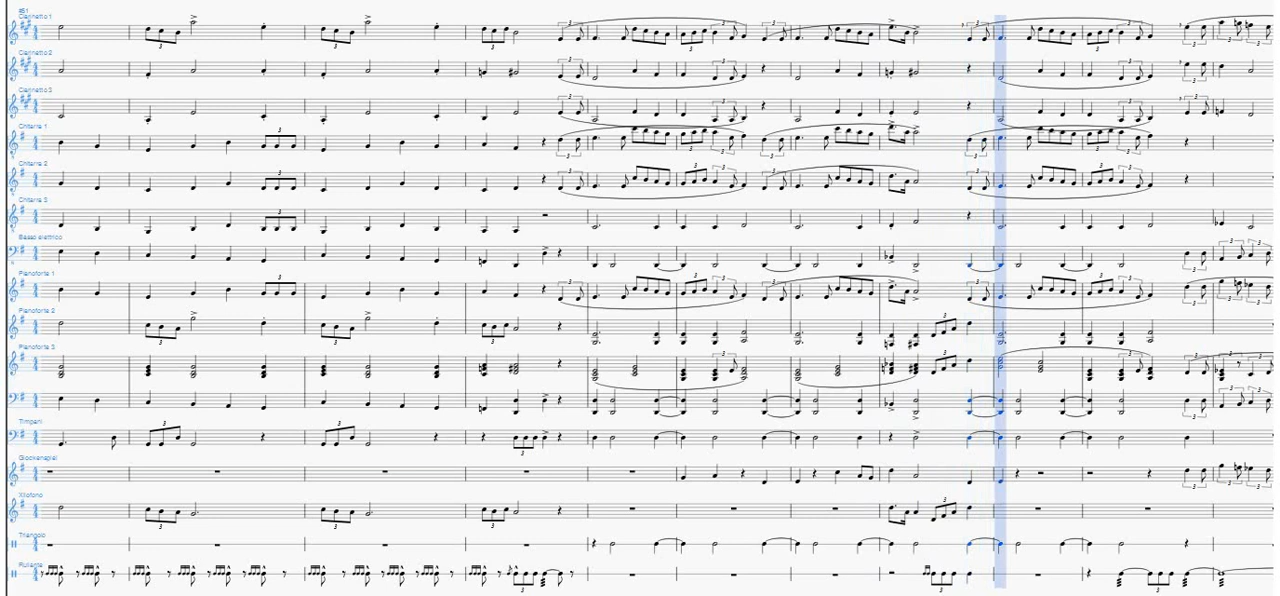 #51
Clarinetto 1
Clarinetto 2
Clarinetto 3
Chitarra 1
Chitarra 2
Chitarra 3
Basso elettrico
Pianoforte 1
Pianoforte 2
Pianoforte 3
Timpani
Glockenspiel
Xilofono
Triangolo
Rullante